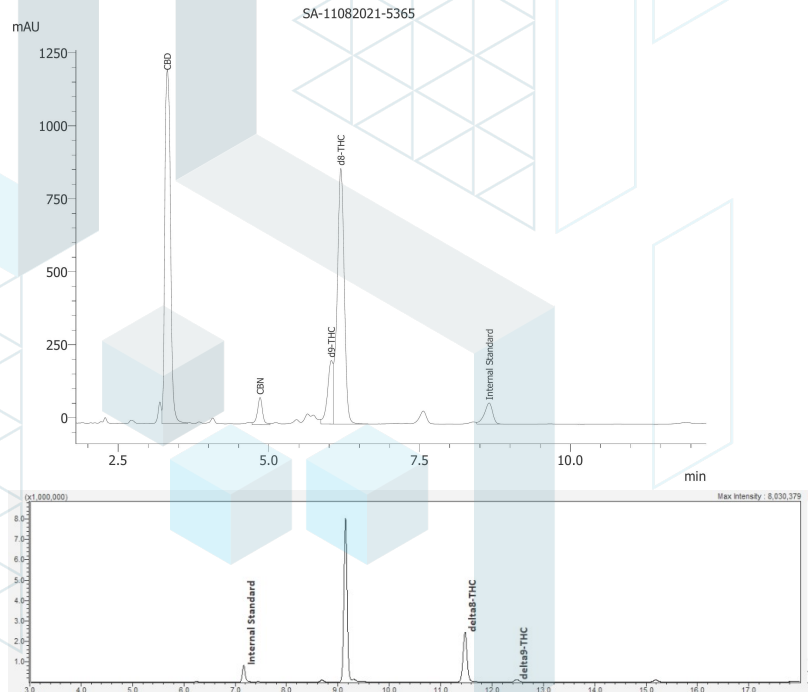 SA-11082021-5365
mAU
1250
CBD
1000
d8-THC
750
500
Internal Standard
d9-THC
250
CBN
0
2.5 5.0 7.5 10.0
min
(x1,000,000) Max Intensity : 8,030,379
8.0
7.0
6.0
5.0
Internal Standard
delta8-THC
4.0
3.0
delta9-THC
2.0
1.0
3.0 4.0 5.0 6.0 7.0 8.0 9.0 10.0 11.0 12.0 13.0 14.0 15.0 16.0 17.0